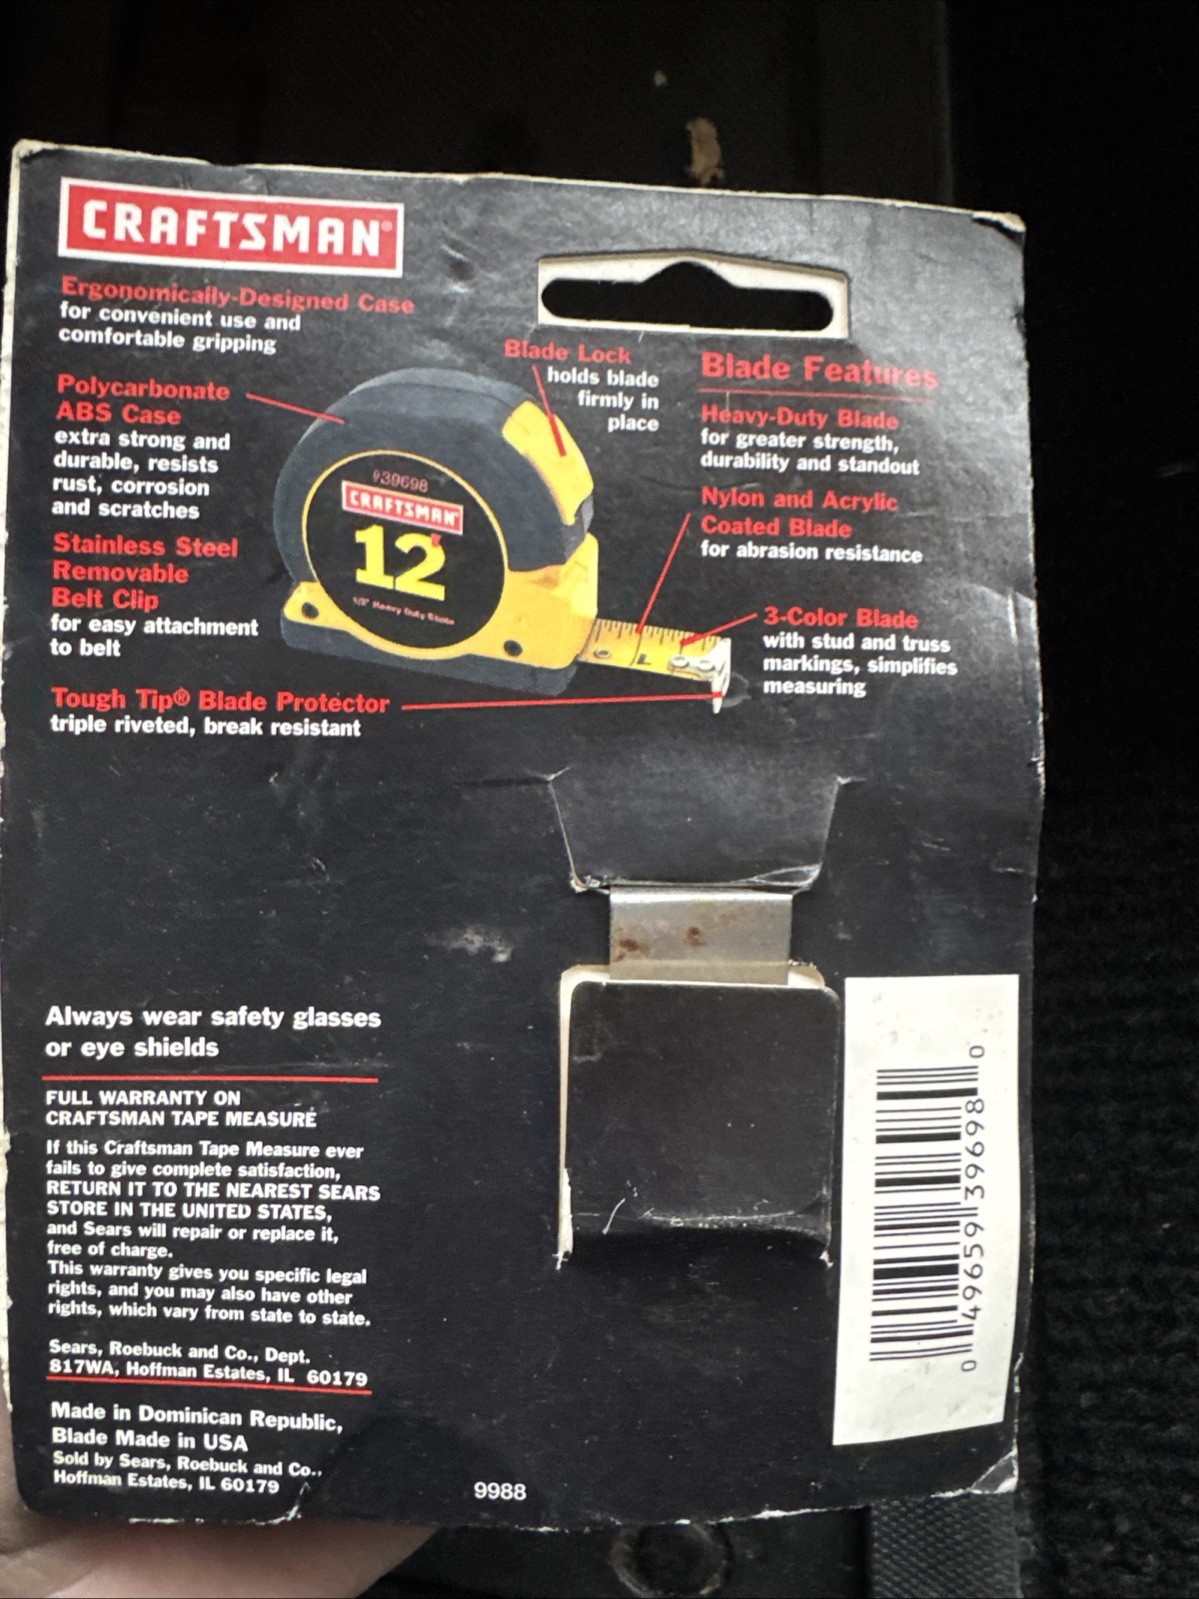 CRAFTSMAN®
Ergonomically-Designed Case
for convenient use and
comfortable gripping
Polycarbonate
ABS Case
extra strong and
durable, resists
rust, corrosion
and scratches
Stainless Steel
Removable
Belt Clip
for easy attachment
to belt
Tough Tip® Blade Protector
triple riveted, break resistant
Blade Lock
holds blade
firmly in
place
#39698
CRAFTSMAN
12'
1/2" Heavy Duty Blade
1
Blade Features
Heavy-Duty Blade
for greater strength,
durability and standout
Nylon and Acrylic
Coated Blade
for abrasion resistance
3-Color Blade
with stud and truss
markings, simplifies
measuring
Always wear safety glasses
or eye shields
FULL WARRANTY ON
CRAFTSMAN TAPE MEASURE
If this Craftsman Tape Measure ever
fails to give complete satisfaction,
RETURN IT TO THE NEAREST SEARS
STORE IN THE UNITED STATES,
and Sears will repair or replace it,
free of charge.
This warranty gives you specific legal
rights, and you may also have other
rights, which vary from state to state.
Sears, Roebuck and Co., Dept.
817WA, Hoffman Estates, IL 60179
Made in Dominican Republic,
Blade Made in USA
Sold by Sears, Roebuck and Co.,
Hoffman Estates, IL 60179
9988
0 49659 39698 0